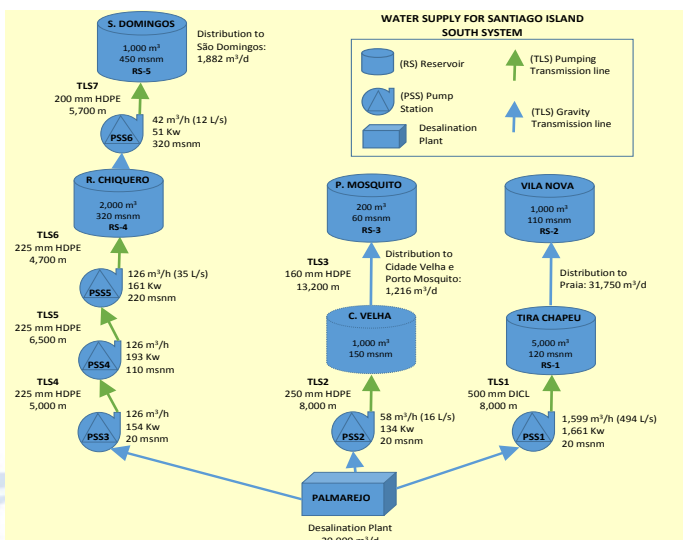 WATER SUPPLY FOR SANTIAGO ISLAND
SOUTH SYSTEM
(RS) Reservoir
(TLS) Pumping
Transmission line
(PSS) Pump
Station
(TLS) Gravity
Transmission line
Desalination
Plant
S. DOMINGOS
1,000 m³
450 msnm
RS-5
Distribution to
São Domingos:
1,882 m³/d
TLS7
200 mm HDPE
5,700 m
PSS6
42 m³/h (12 L/s)
51 Kw
320 msnm
R. CHIQUERO
2,000 m³
320 msnm
RS-4
TLS6
225 mm HDPE
4,700 m
PSS5
126 m³/h (35 L/s)
161 Kw
220 msnm
TLS5
225 mm HDPE
6,500 m
PSS4
126 m³/h
193 Kw
110 msnm
TLS4
225 mm HDPE
5,000 m
PSS3
126 m³/h
154 Kw
20 msnm
P. MOSQUITO
200 m³
60 msnm
RS-3
TLS3
160 mm HDPE
13,200 m
Distribution to
Cidade Velha e
Porto Mosquito:
1,216 m³/d
C. VELHA
1,000 m³
150 msnm
TLS2
250 mm HDPE
8,000 m
PSS2
58 m³/h (16 L/s)
134 Kw
20 msnm
VILA NOVA
1,000 m³
110 msnm
RS-2
Distribution to
Praia: 31,750 m³/d
TIRA CHAPEU
5,000 m³
120 msnm
RS-1
TLS1
500 mm DICL
8,000 m
PSS1
1,599 m³/h (494 L/s)
1,661 Kw
20 msnm
PALMAREJO
Desalination Plant